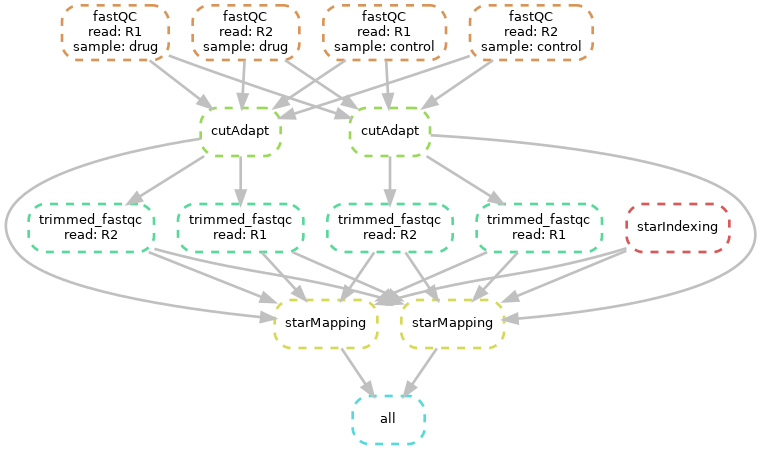 fastQC
read: R1
sample: drug
fastQC
read: R2
sample: drug
fastQC
read: R1
sample: control
fastQC
read: R2
sample: control
cutAdapt
cutAdapt
trimmed_fastqc
read: R2
trimmed_fastqc
read: R1
trimmed_fastqc
read: R2
trimmed_fastqc
read: R1
starIndexing
starMapping
starMapping
all